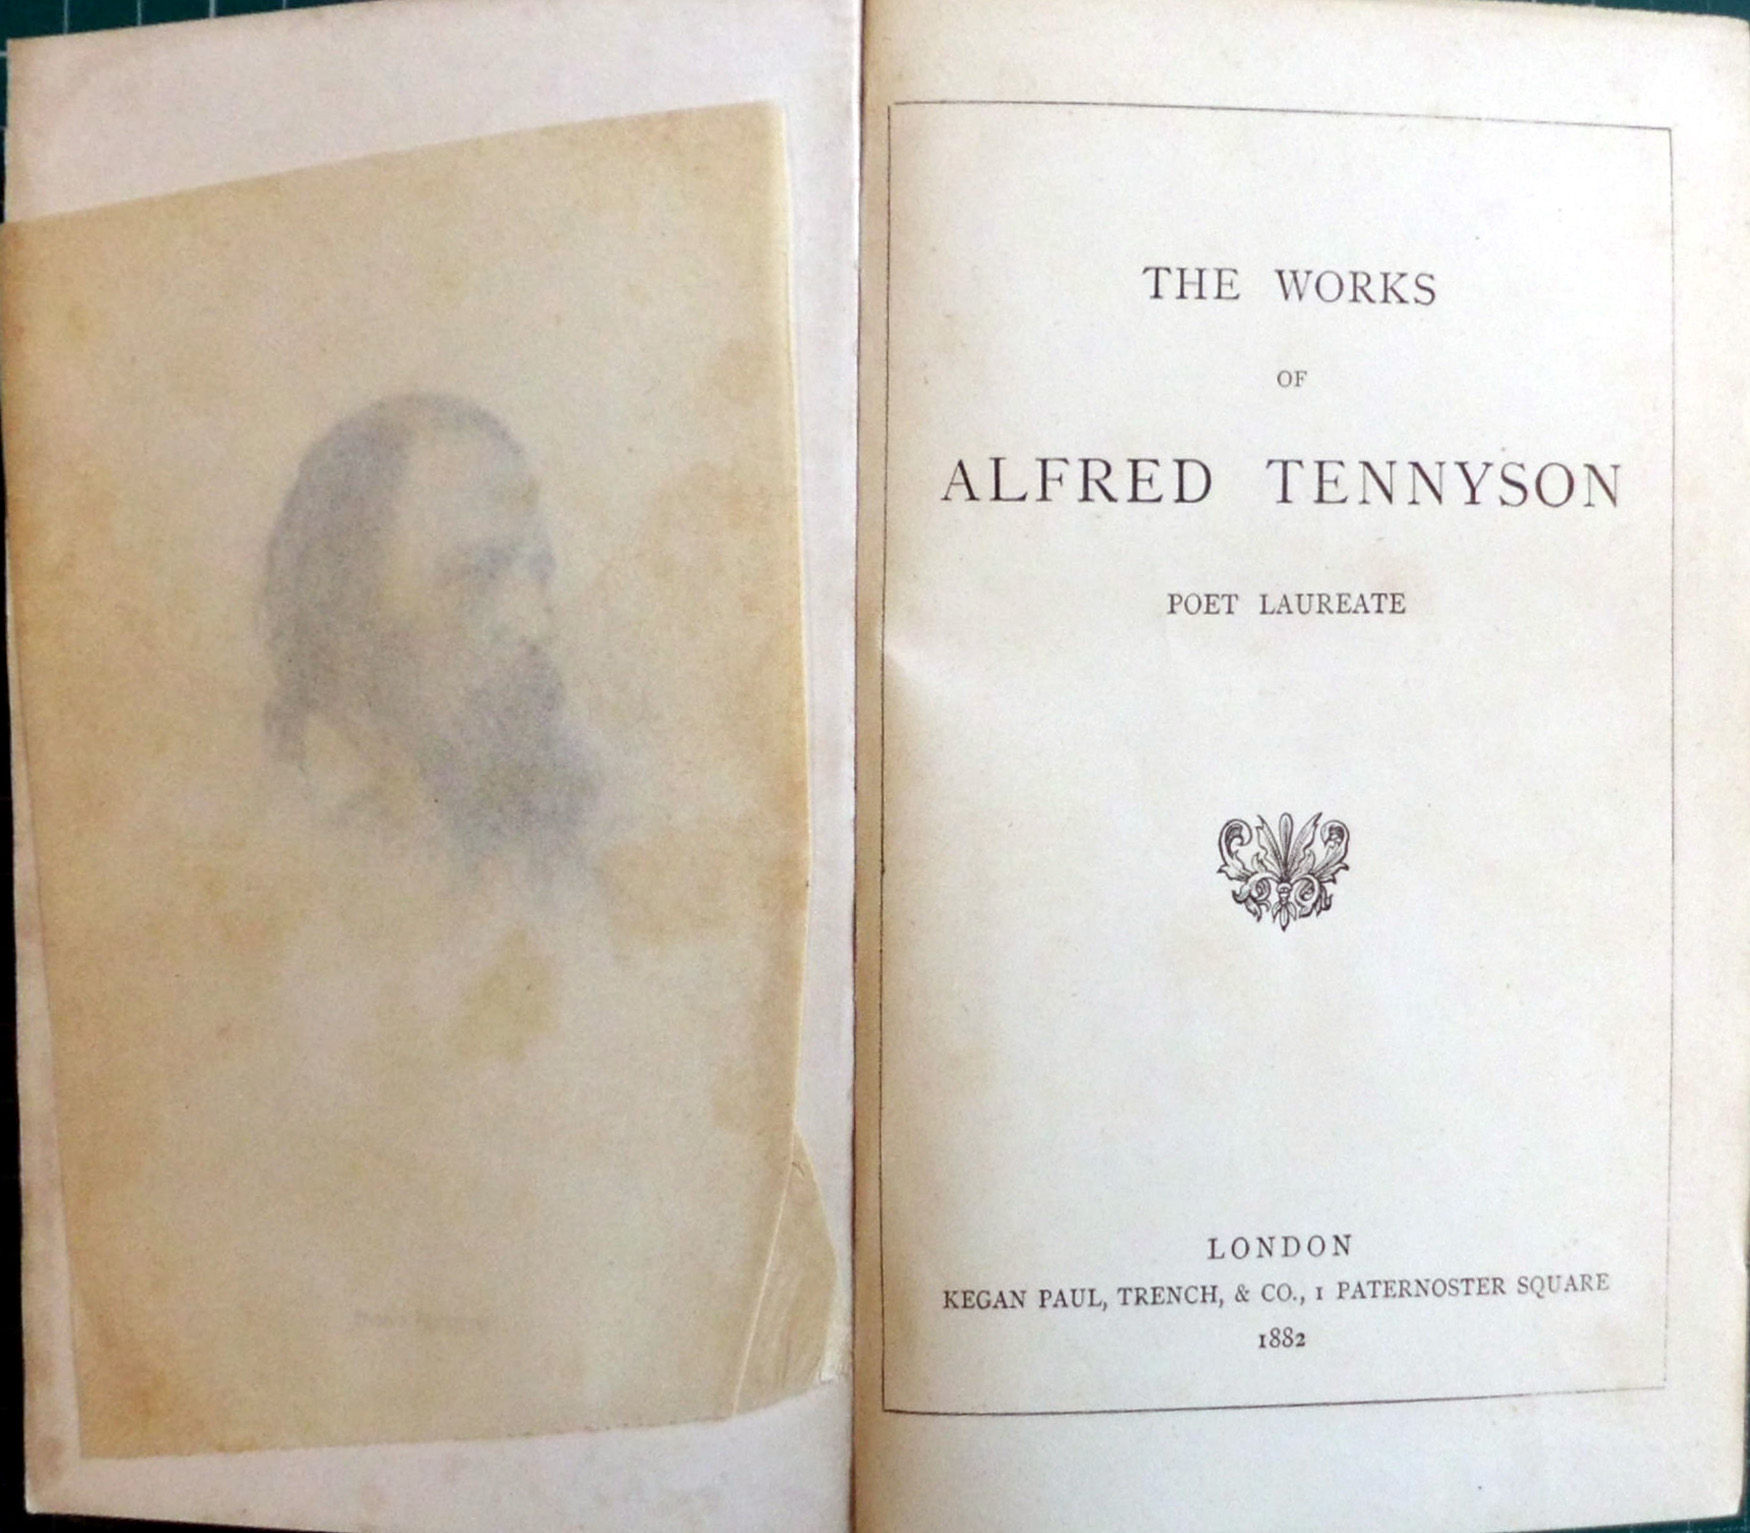 THE WORKS
OF
ALFRED TENNYSON
POET LAUREATE
LONDON
KEGAN PAUL, TRENCH, & CO., 1 PATERNOSTER SQUARE
1882